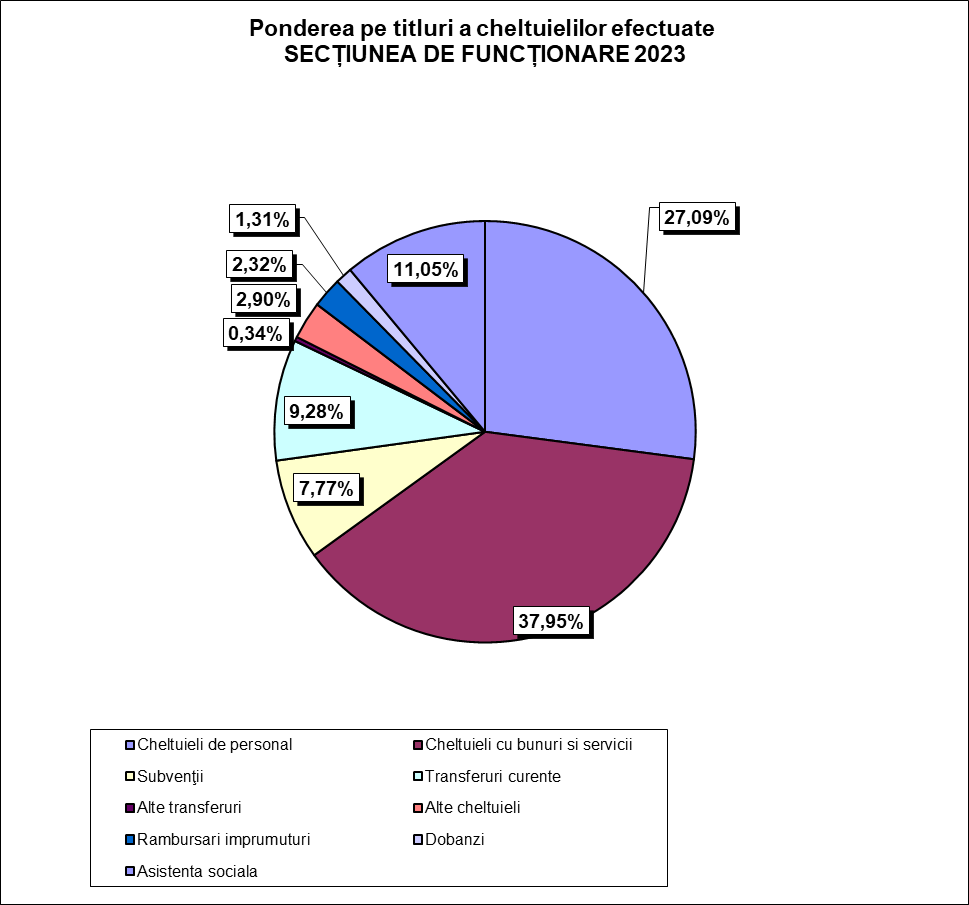 Ponderea pe titluri a cheltuielilor efectuate
SECȚIUNEA DE FUNCȚIONARE 2023
1,31%
27,09%
2,32%
11,05%
2,90%
0,34%
9,28%
7,77%
37,95%
Cheltuieli de personal
Cheltuieli cu bunuri si servicii
Subvenţii
Transferuri curente
Alte transferuri
Alte cheltuieli
Rambursari imprumuturi
Dobanzi
Asistenta sociala